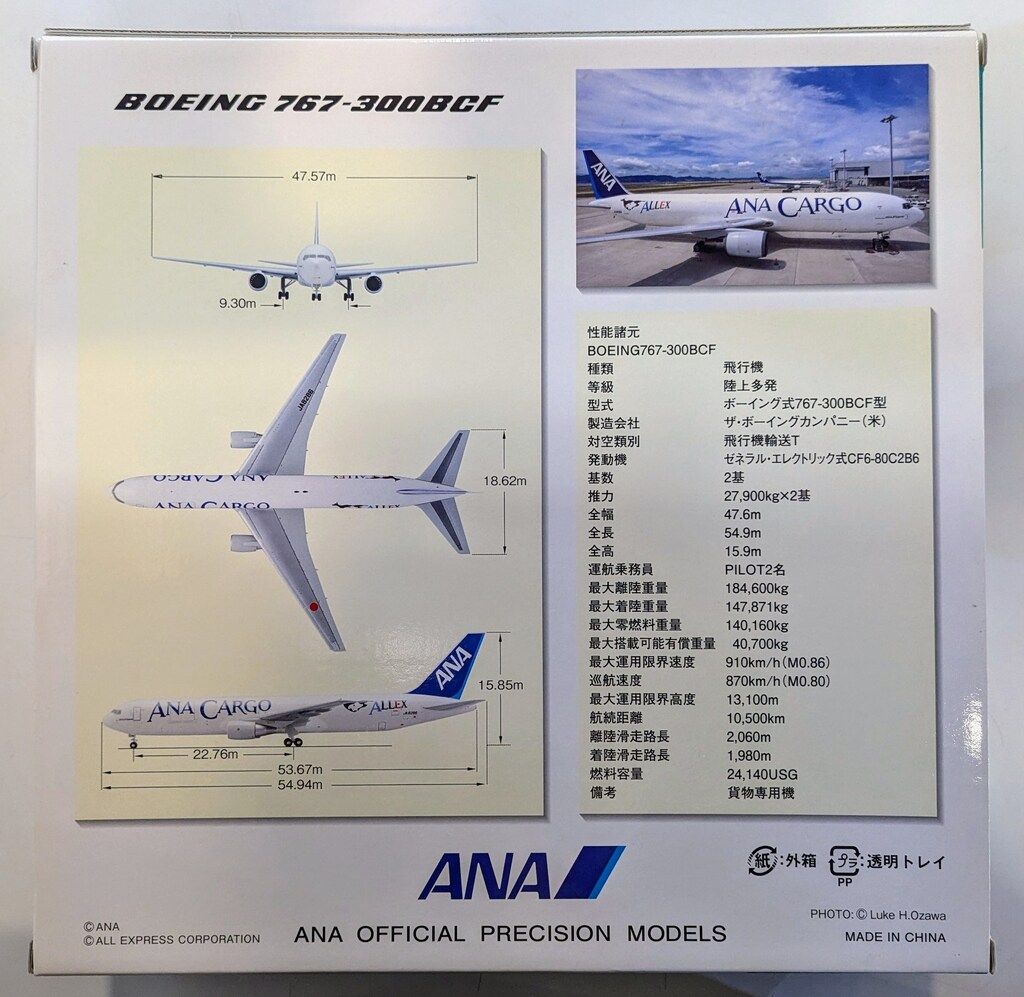 BOEING 767-300BCF
47.57m
9.30m
JA8286
ANA CARGO
ALLEX
ANA CARGO
ALLEX
18.62m
ANA
ANA CARGO
ALLEX
JA8286
15.85m
22.76m
53.67m
54.94m
ANA
ALLEX
ANA CARGO
性能諸元
BOEING767-300BCF
種類 飛行機
等級 陸上多発
型式 ボーイング式767-300BCF型
製造会社 ザ・ボーイングカンパニー(米)
対空類別 飛行機輸送T
発動機 ゼネラル・エレクトリック式CF6-80C2B6
基数 2基
推力 27,900kg×2基
全幅 47.6m
全長 54.9m
全高 15.9m
運航乗務員 PILOT2名
最大離陸重量 184,600kg
最大着陸重量 147,871kg
最大零燃料重量 140,160kg
最大搭載可能有償重量 40,700kg
最大運用限界速度 910km/h(M0.86)
巡航速度 870km/h(M0.80)
最大運用限界高度 13,100m
航続距離 10,500km
離陸滑走路長 2,060m
着陸滑走路長 1,980m
燃料容量 24,140USG
備考 貨物専用機
ANA
紙:外箱 プラ:透明トレイ
PP
©ANA
©ALL EXPRESS CORPORATION
ANA OFFICIAL PRECISION MODELS
PHOTO:© Luke H.Ozawa
MADE IN CHINA